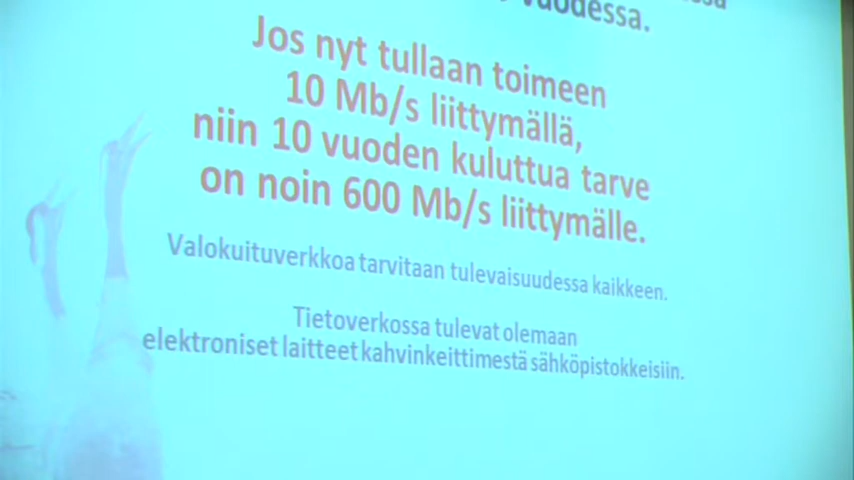 vuodessa.
Jos nyt tullaan toimeen
10 Mb/s liittymällä,
niin 10 vuoden kuluttua tarve
on noin 600 Mb/s liittymälle.
Valokuituverkkoa tarvitaan tulevaisuudessa kaikkeen.
Tietoverkossa tulevat olemaan
elektroniset laitteet kahvinkeittimestä sähköpistokkeisiin.